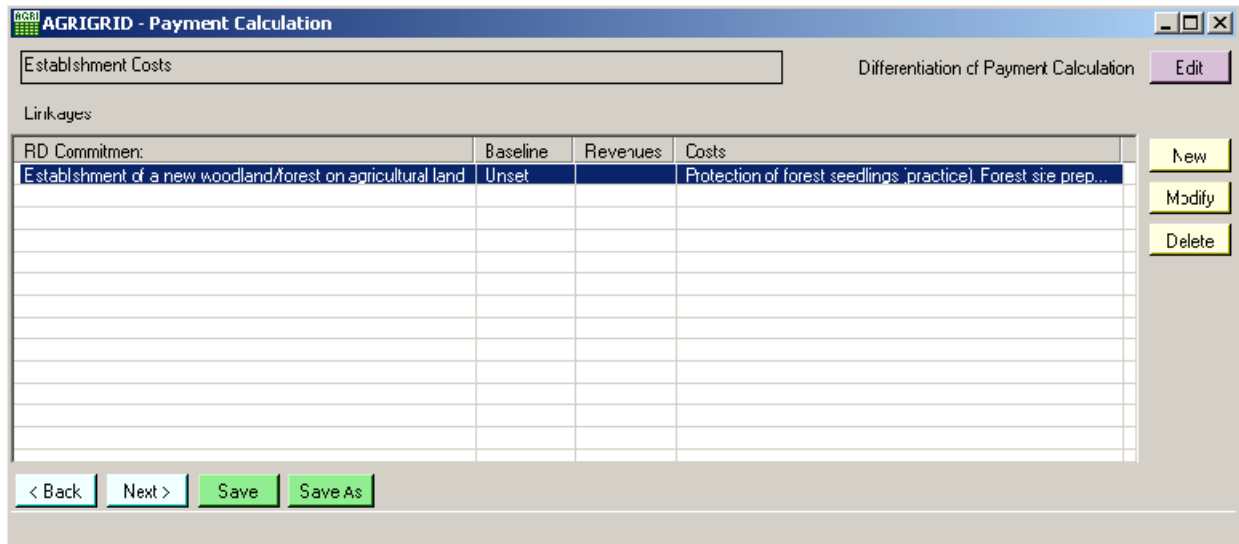 AGRI AGRIGRID - Payment Calculation
Establishment Costs
Differentiation of Payment Calculation Edit
Linkages
RD Commitment Baseline Revenues Costs
Establishment of a new woodland/forest on agricultural land Unset Protection of forest seedlings (practice). Forest site prep...
New
Modify
Delete
< Back Next > Save Save As